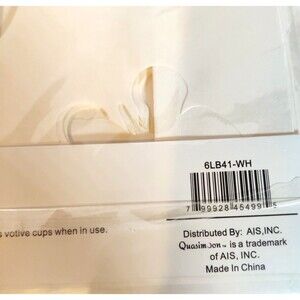 6LB41-WH
7 99928 45499 5
s votive cups when in use.
Distributed By: AIS, INC.
is a trademark
of AIS, INC.
Made In China